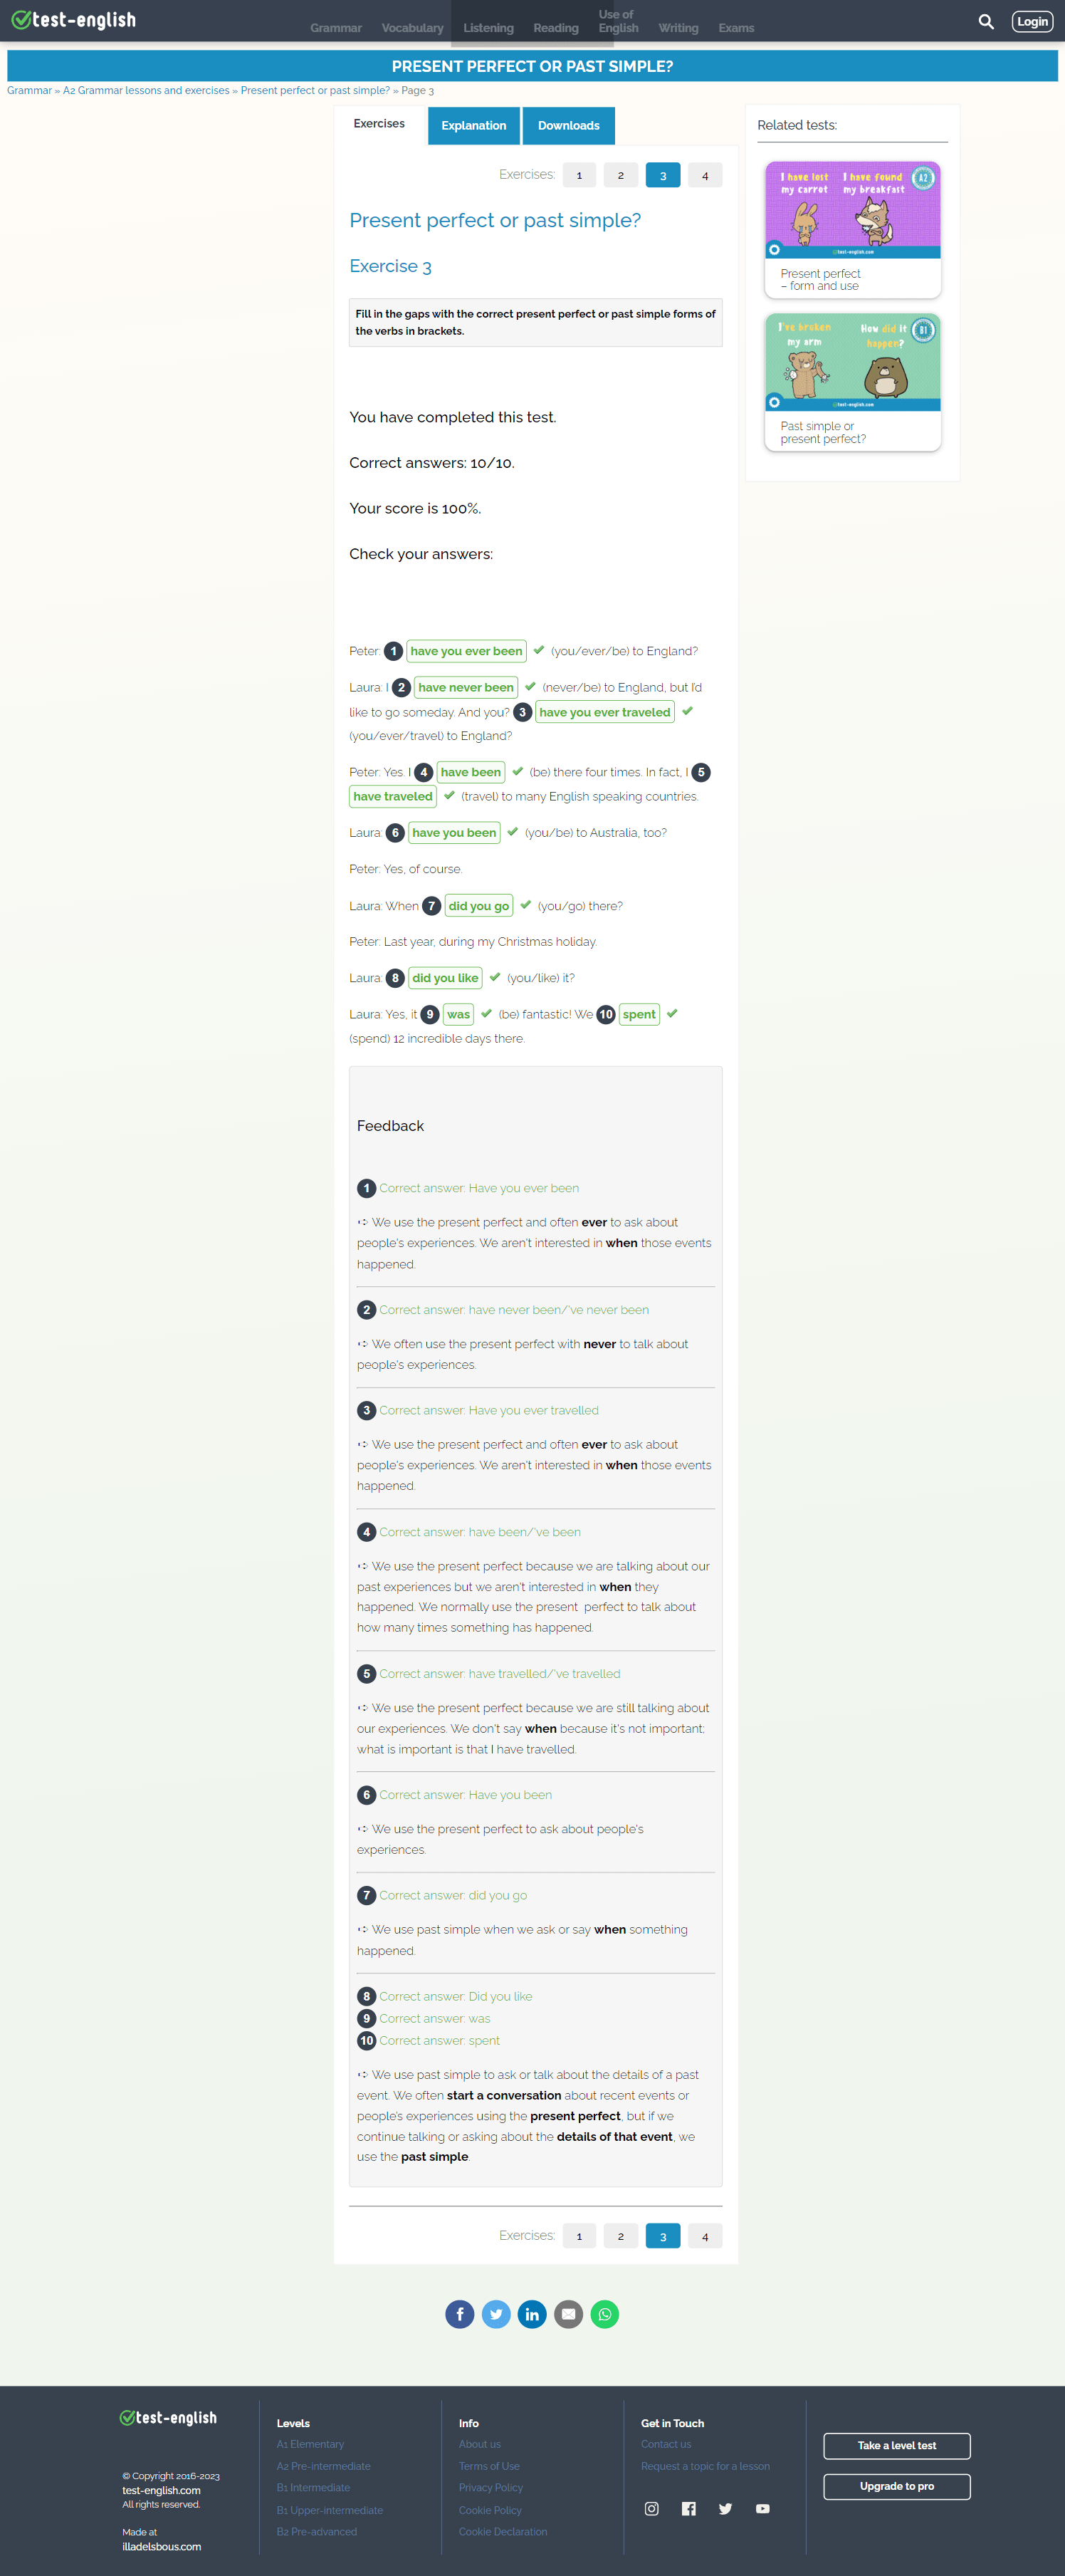 test-english
Grammar Vocabulary Listening Reading Use of English Writing Exams
Login
PRESENT PERFECT OR PAST SIMPLE?
Grammar » A2 Grammar lessons and exercises » Present perfect or past simple? » Page 3
Exercises Explanation Downloads
Exercises: 1 2 3 4
Present perfect or past simple?
Exercise 3
Fill in the gaps with the correct present perfect or past simple forms of
the verbs in brackets.
You have completed this test.
Correct answers: 10/10.
Your score is 100%.
Check your answers:
Peter: 1 have you ever been (you/ever/be) to England?
Laura: I 2 have never been (never/be) to England, but I'd
like to go someday. And you? 3 have you ever traveled
(you/ever/travel) to England?
Peter: Yes. I 4 have been (be) there four times. In fact, I 5
have traveled (travel) to many English speaking countries.
Laura: 6 have you been (you/be) to Australia, too?
Peter: Yes, of course.
Laura: When 7 did you go (you/go) there?
Peter: Last year, during my Christmas holiday.
Laura: 8 did you like (you/like) it?
Laura: Yes, it 9 was (be) fantastic! We 10 spent
(spend) 12 incredible days there.
Feedback
1 Correct answer: Have you ever been
➪ We use the present perfect and often ever to ask about
people's experiences. We aren't interested in when those events
happened.
2 Correct answer: have never been/'ve never been
➪ We often use the present perfect with never to talk about
people's experiences.
3 Correct answer: Have you ever travelled
➪ We use the present perfect and often ever to ask about
people's experiences. We aren't interested in when those events
happened.
4 Correct answer: have been/'ve been
➪ We use the present perfect because we are talking about our
past experiences but we aren't interested in when they
happened. We normally use the present perfect to talk about
how many times something has happened.
5 Correct answer: have travelled/'ve travelled
➪ We use the present perfect because we are still talking about
our experiences. We don't say when because it's not important;
what is important is that I have travelled.
6 Correct answer: Have you been
➪ We use the present perfect to ask about people's
experiences.
7 Correct answer: did you go
➪ We use past simple when we ask or say when something
happened.
8 Correct answer: Did you like
9 Correct answer: was
10 Correct answer: spent
➪ We use past simple to ask or talk about the details of a past
event. We often start a conversation about recent events or
people's experiences using the present perfect, but if we
continue talking or asking about the details of that event, we
use the past simple.
Exercises: 1 2 3 4
Related tests:
I have lost my carrot
I have found my breakfast
A2
test-english.com
Present perfect
– form and use
I've broken my arm
How did it happen?
B1
test-english.com
Past simple or
present perfect?
test-english
© Copyright 2016-2023
test-english.com
All rights reserved.
Made at
illadelsbous.com
Levels
A1 Elementary
A2 Pre-intermediate
B1 Intermediate
B1 Upper-intermediate
B2 Pre-advanced
Info
About us
Terms of Use
Privacy Policy
Cookie Policy
Cookie Declaration
Get in Touch
Contact us
Request a topic for a lesson
Take a level test
Upgrade to pro